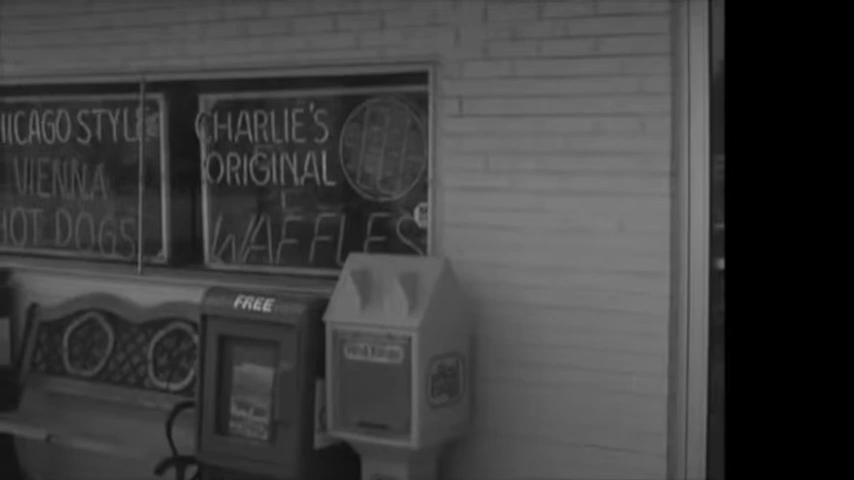 HICAGO STYLE
VIENNA
HOT DOGS
CHARLIE'S
ORIGINAL
WAFFLES
FREE